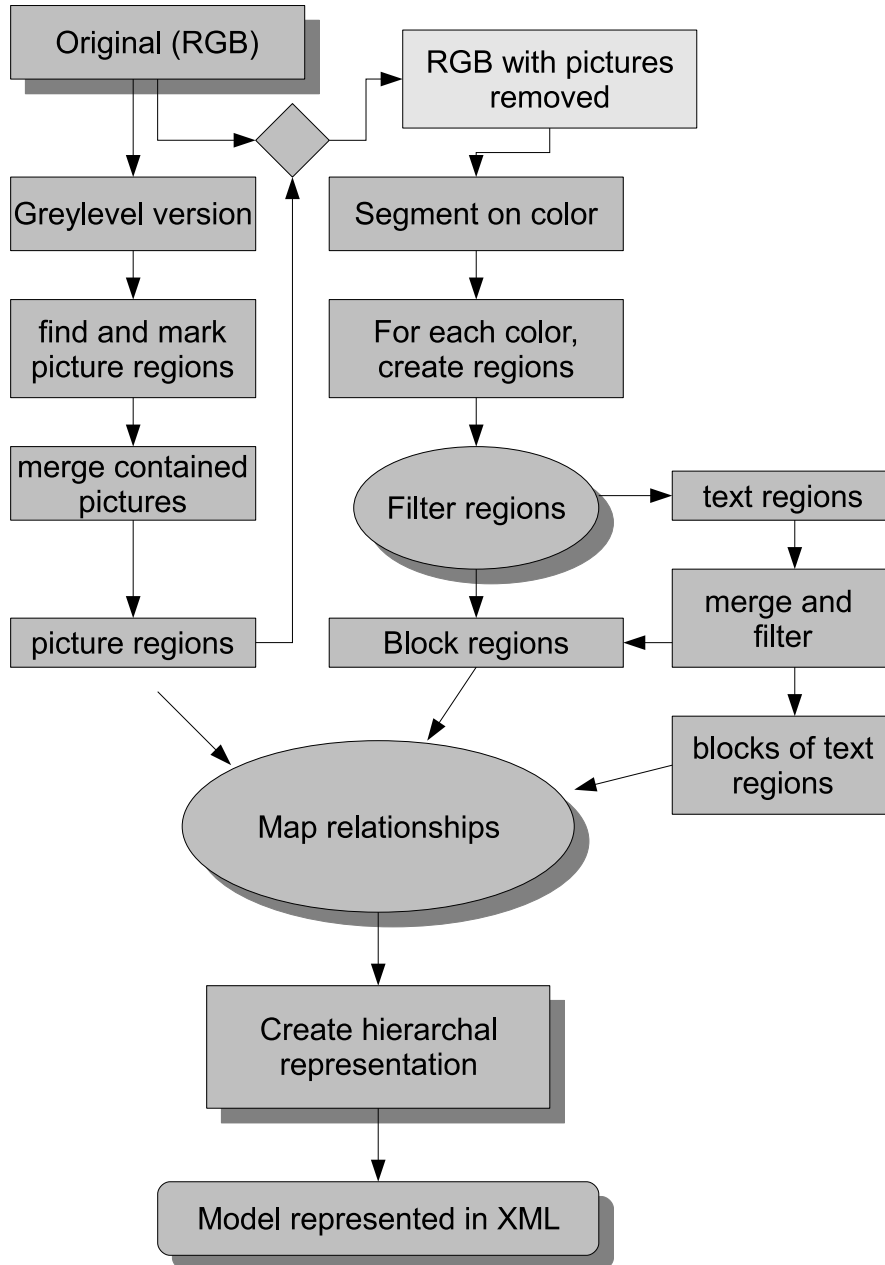 Original (RGB)
RGB with pictures
removed
Greylevel version
Segment on color
find and mark
picture regions
For each color,
create regions
merge contained
pictures
Filter regions
text regions
merge and
filter
picture regions
Block regions
blocks of text
regions
Map relationships
Create hierarchal
representation
Model represented in XML